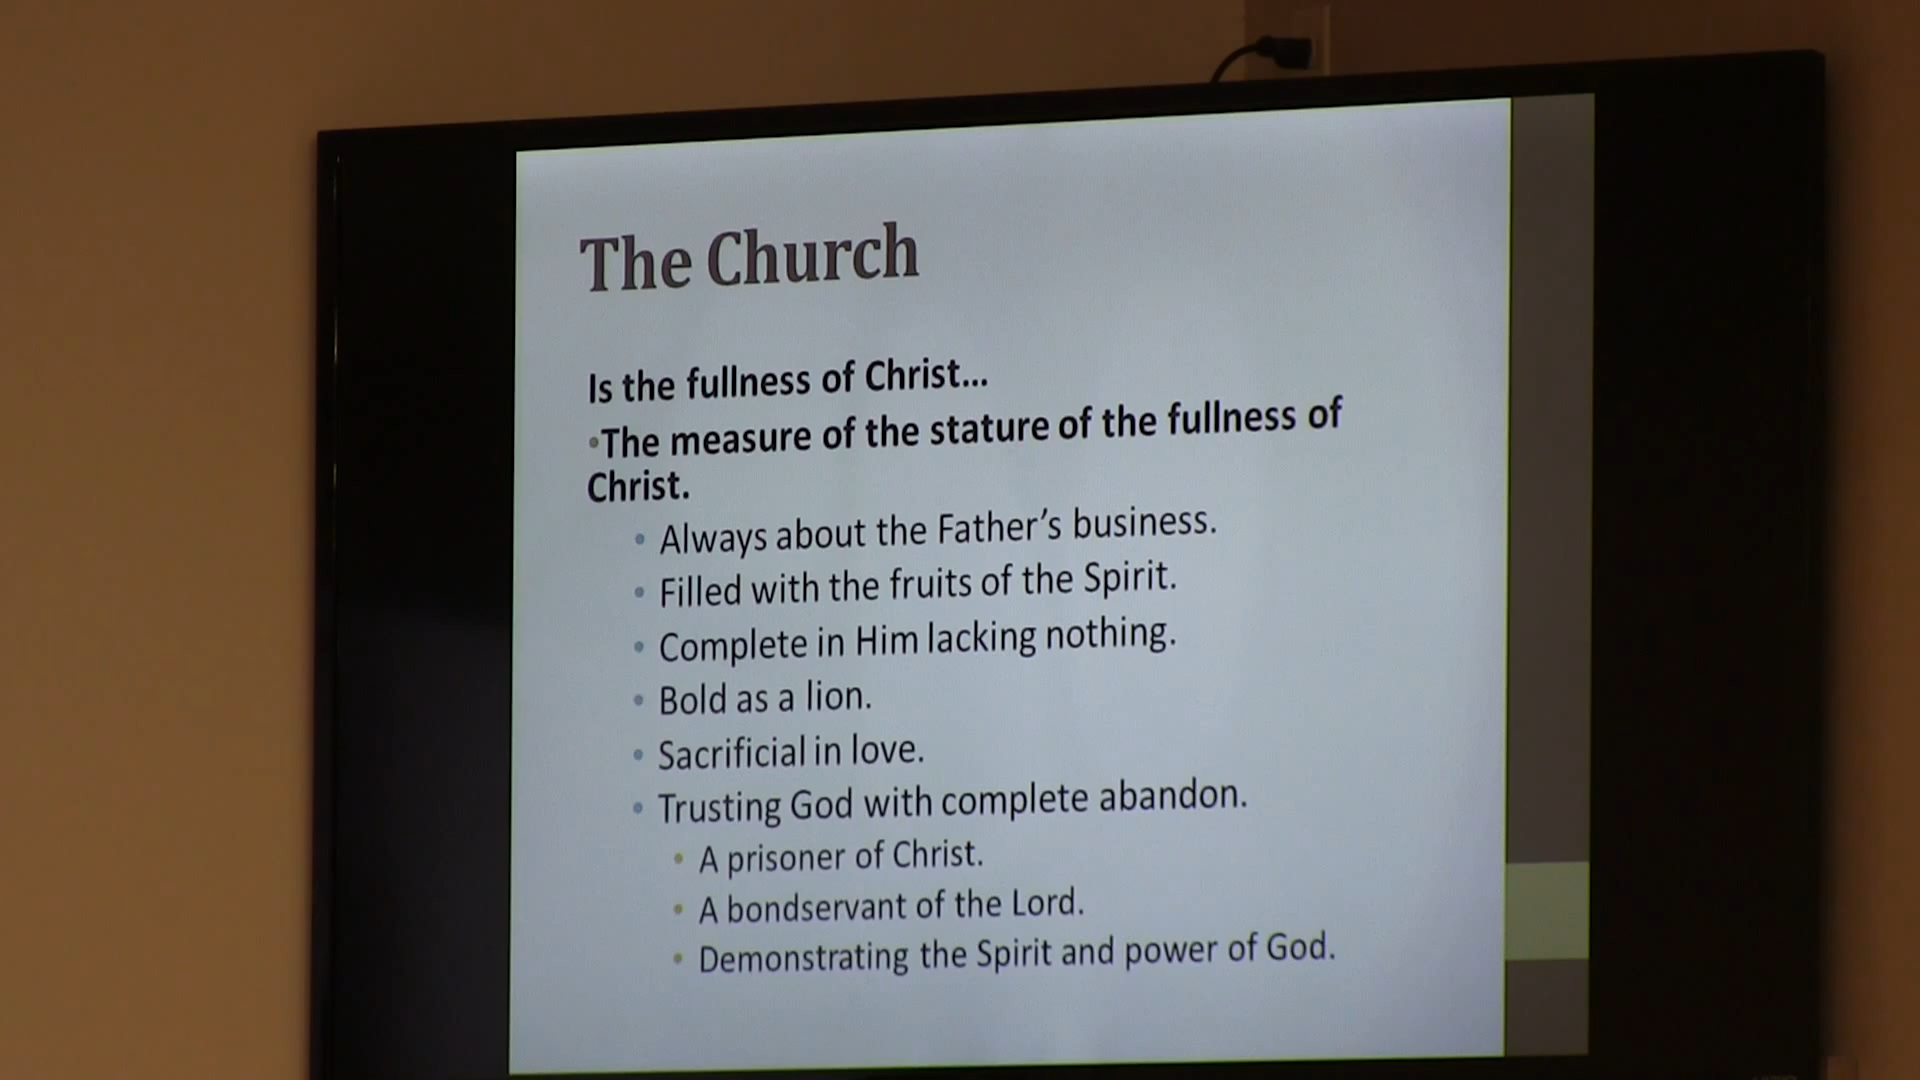 The Church
Is the fullness of Christ...
•The measure of the stature of the fullness of
Christ.
• Always about the Father's business.
• Filled with the fruits of the Spirit.
• Complete in Him lacking nothing.
• Bold as a lion.
• Sacrificial in love.
• Trusting God with complete abandon.
• A prisoner of Christ.
• A bondservant of the Lord.
• Demonstrating the Spirit and power of God.